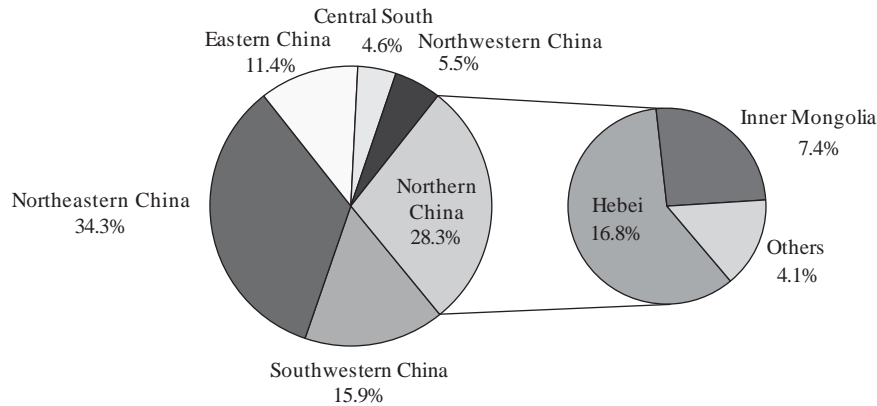 Central South
4.6%
Eastern China
11.4%
Northwestern China
5.5%
Northeastern China
34.3%
Northern
China
28.3%
Southwestern China
15.9%
Inner Mongolia
7.4%
Hebei
16.8%
Others
4.1%